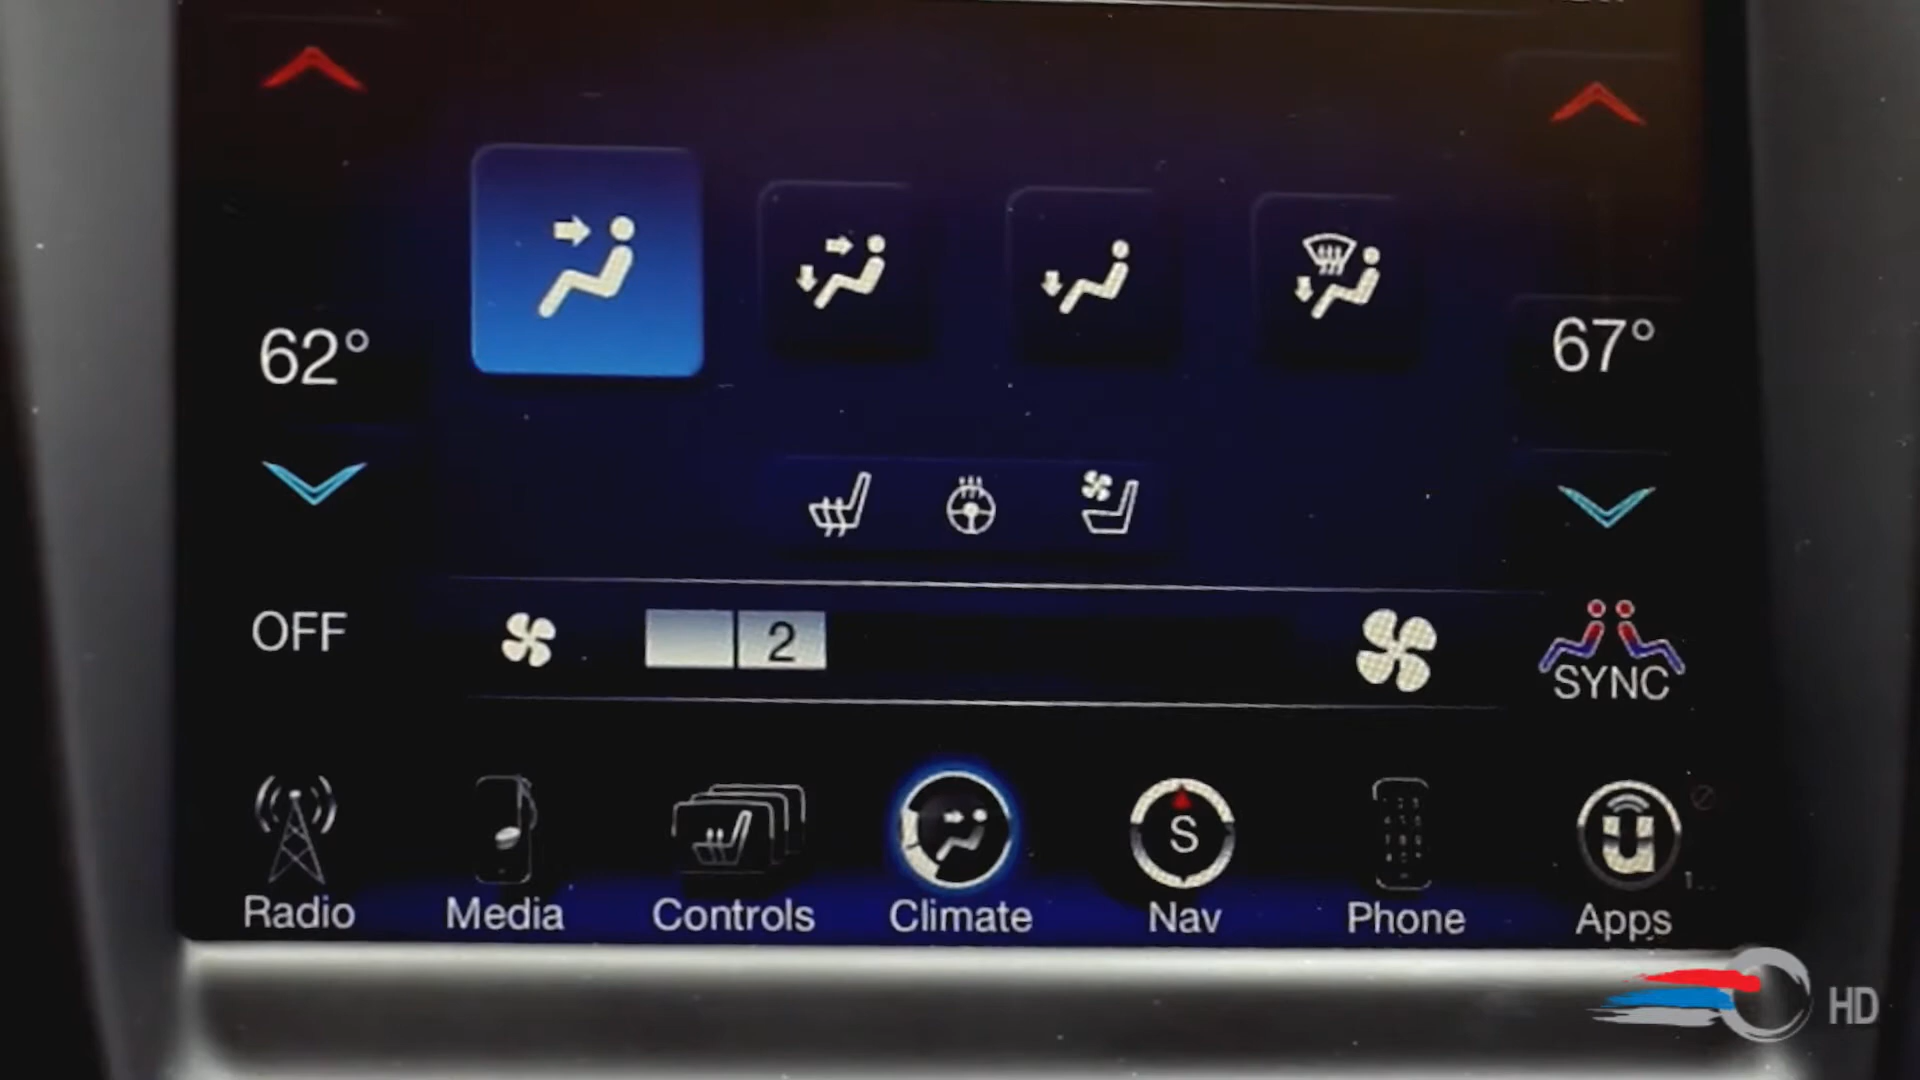 62°
67°
OFF
2
SYNC
S
Radio
Media
Controls
Climate
Nav
Phone
Apps
HD